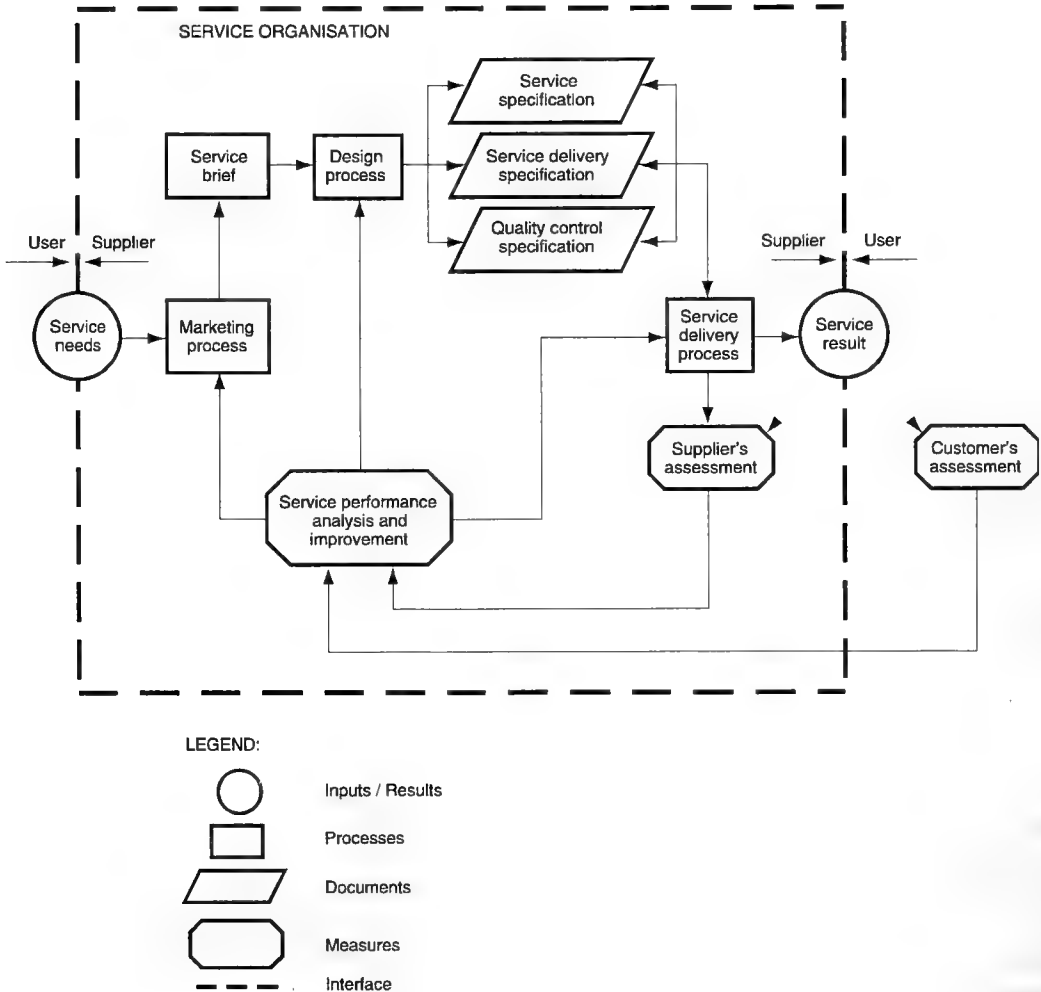 SERVICE ORGANISATION
Service
specification
Service
brief
Design
process
Service delivery
specification
Quality control
specification
User
Supplier
Supplier
User
Service
needs
Marketing
process
Service
delivery
process
Service
result
Supplier's
assessment
Customer's
assessment
Service performance
analysis and
improvement
LEGEND:
Inputs / Results
Processes
Documents
Measures
Interface